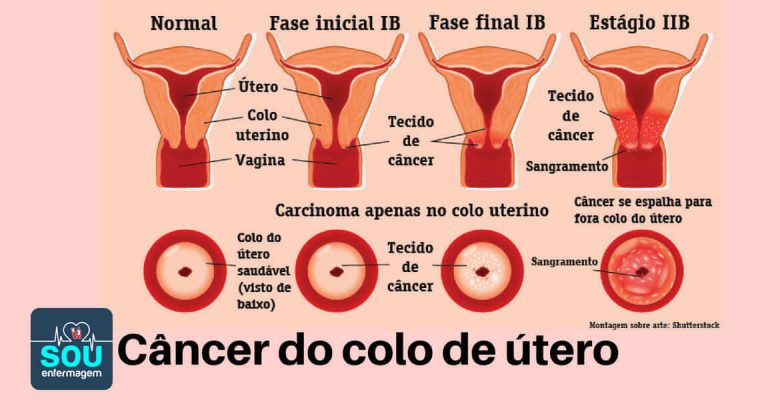 Normal
Fase inicial IB
Fase final IB
Estágio IIB
Útero
Colo
uterino
Vagina
Tecido
de
câncer
Tecido
de
câncer
Sangramento
Carcinoma apenas no colo uterino
Câncer se espalha para
fora colo do útero
Colo do
útero
saudável
(visto de
baixo)
Tecido
de
câncer
Sangramento
Montagem sobre arte: Shutterstock
SOU
enfermagem
Câncer do colo de útero